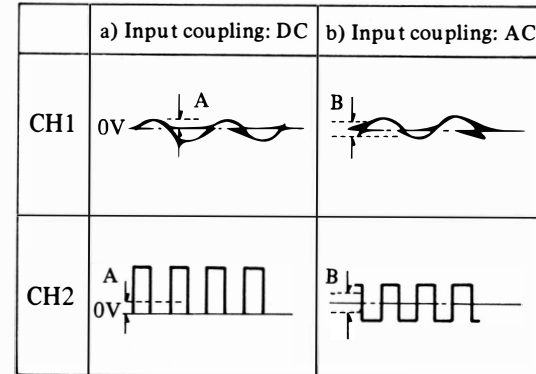 a) Input coupling: DC
b) Input coupling: AC
CH1
A
0V
B
CH2
A
0V
B